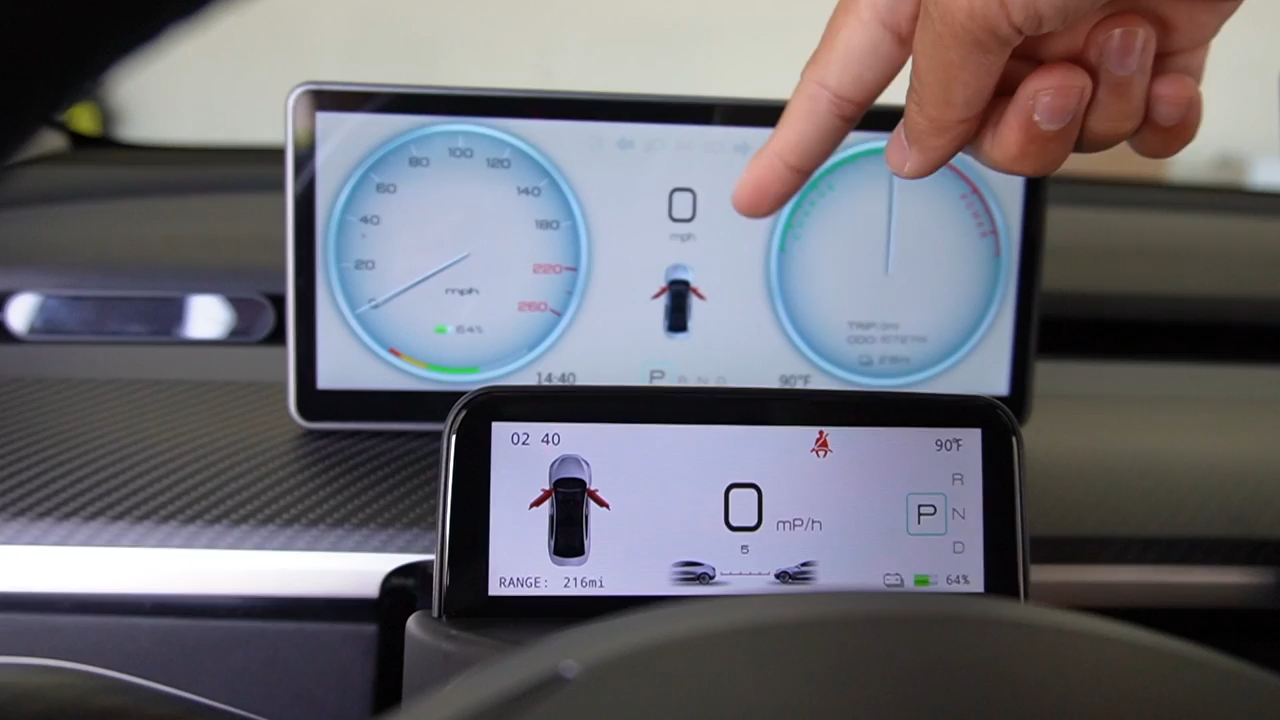 80 100 120
60 140
40 180
20 220
0 mph 260
64%
0
mph
14:40 P R N D 90°F
02 40 90°F
R
0 mP/h P N
5 D
RANGE: 216mi 64%